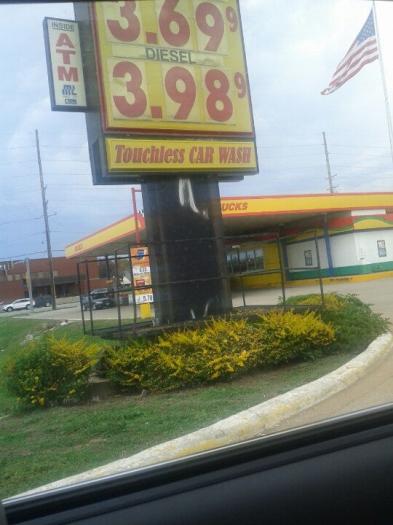 3.69 9
DIESEL
3.98 9
INSIDE
ATM
Touchless CAR WASH
UCKS